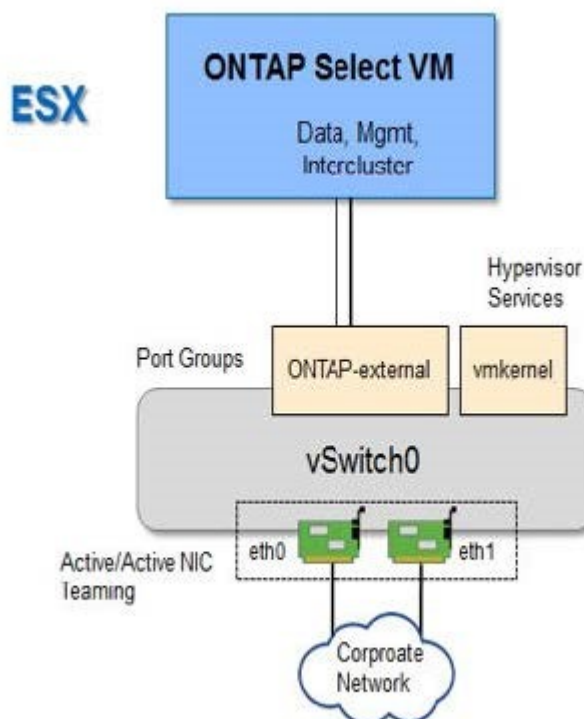 ONTAP Select VM
ESX
Data, Mgmt,
Intercluster
Hypervisor
Services
Port Groups
ONTAP-external
vmkernel
vSwitch0
eth0
eth1
Active/Active NIC
Teaming
Corproate
Network